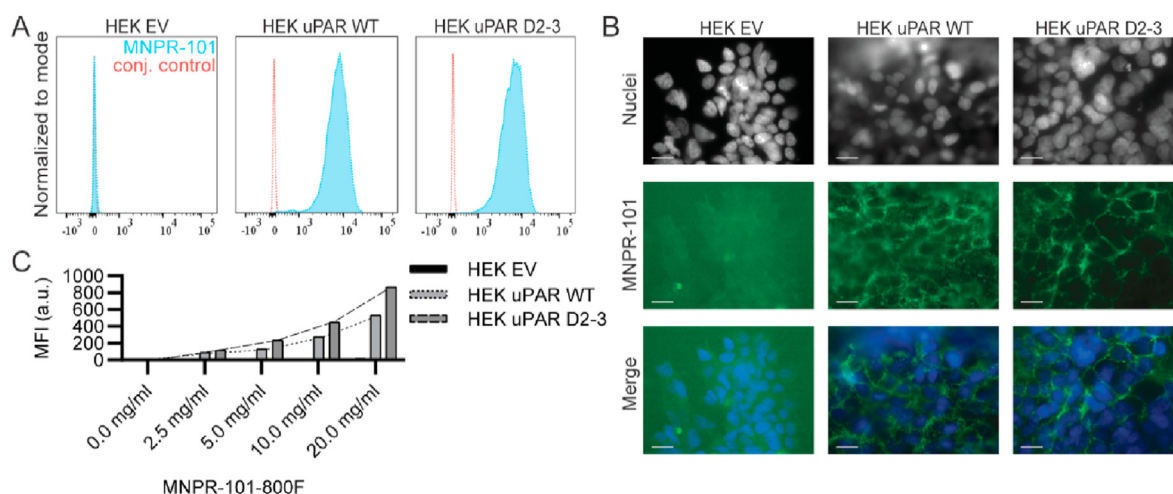 A
HEK EV
HEK uPAR WT
HEK uPAR D2-3
Normalized to mode
MNPR-101
conj. control
-10³ 0 10³ 10⁴ 10⁵
-10³ 0 10³ 10⁴ 10⁵
-10³ 0 10³ 10⁴ 10⁵
B
HEK EV
HEK uPAR WT
HEK uPAR D2-3
Nuclei
MNPR-101
Merge
C
MFI (a.u.)
1000
800
600
400
200
0
0.0 mg/ml
2.5 mg/ml
5.0 mg/ml
10.0 mg/ml
20.0 mg/ml
MNPR-101-800F
HEK EV
HEK uPAR WT
HEK uPAR D2-3